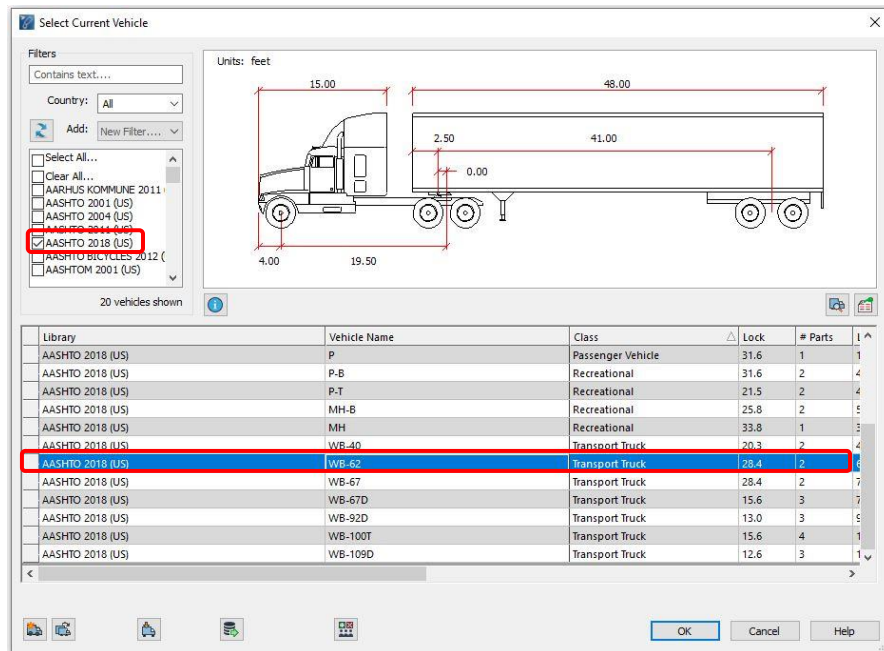 Select Current Vehicle
Filters
Contains text....
Country: All
Add: New Filter....
Select All...
Clear All...
AARHUS KOMMUNE 2011
AASHTO 2001 (US)
AASHTO 2004 (US)
AASHTO 2011 (US)
AASHTO 2018 (US)
AASHTO BICYCLES 2012 (
AASHTOM 2001 (US)
20 vehicles shown
Units: feet
15.00
48.00
2.50
41.00
0.00
4.00
19.50
Library Vehicle Name Class Lock # Parts
AASHTO 2018 (US) P Passenger Vehicle 31.6 1
AASHTO 2018 (US) P-B Recreational 31.6 2
AASHTO 2018 (US) P-T Recreational 21.5 2
AASHTO 2018 (US) MH-B Recreational 25.8 2
AASHTO 2018 (US) MH Recreational 33.8 1
AASHTO 2018 (US) WB-40 Transport Truck 20.3 2
AASHTO 2018 (US) WB-62 Transport Truck 28.4 2
AASHTO 2018 (US) WB-67 Transport Truck 28.4 2
AASHTO 2018 (US) WB-67D Transport Truck 15.6 3
AASHTO 2018 (US) WB-92D Transport Truck 13.0 3
AASHTO 2018 (US) WB-100T Transport Truck 15.6 4
AASHTO 2018 (US) WB-109D Transport Truck 12.6 3
OK Cancel Help